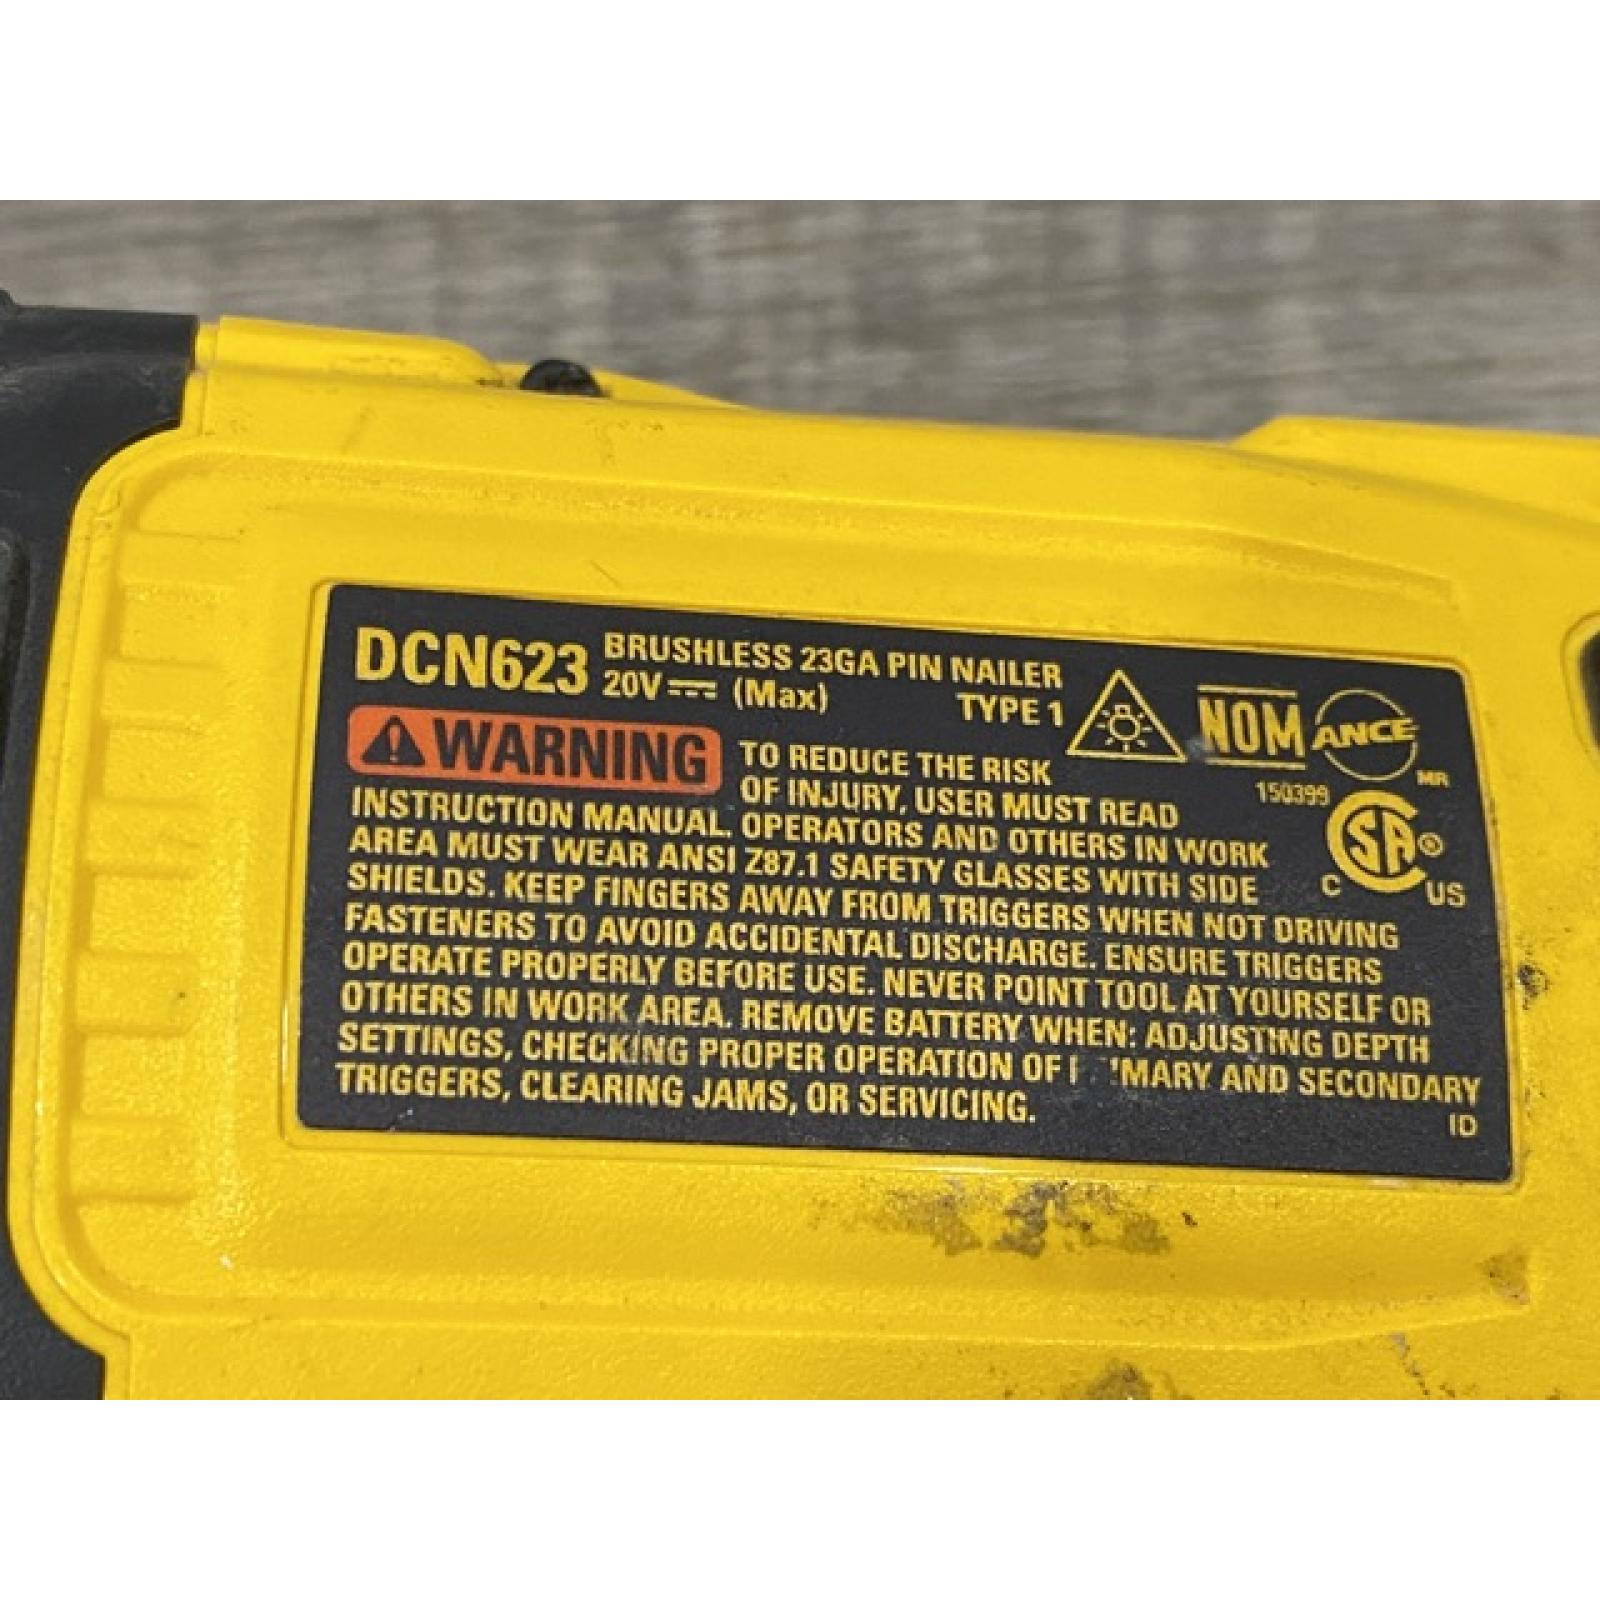 DCN623 BRUSHLESS 23GA PIN NAILER
20V (Max) TYPE 1
NOM ANCE MR
WARNING TO REDUCE THE RISK
OF INJURY, USER MUST READ
150399
INSTRUCTION MANUAL. OPERATORS AND OTHERS IN WORK
AREA MUST WEAR ANSI Z87.1 SAFETY GLASSES WITH SIDE
SA ® C US
SHIELDS. KEEP FINGERS AWAY FROM TRIGGERS WHEN NOT DRIVING
FASTENERS TO AVOID ACCIDENTAL DISCHARGE. ENSURE TRIGGERS
OPERATE PROPERLY BEFORE USE. NEVER POINT TOOL AT YOURSELF OR
OTHERS IN WORK AREA. REMOVE BATTERY WHEN: ADJUSTING DEPTH
SETTINGS, CHECKING PROPER OPERATION OF AND SECONDARY
TRIGGERS, CLEARING JAMS, OR SERVICING.
ID